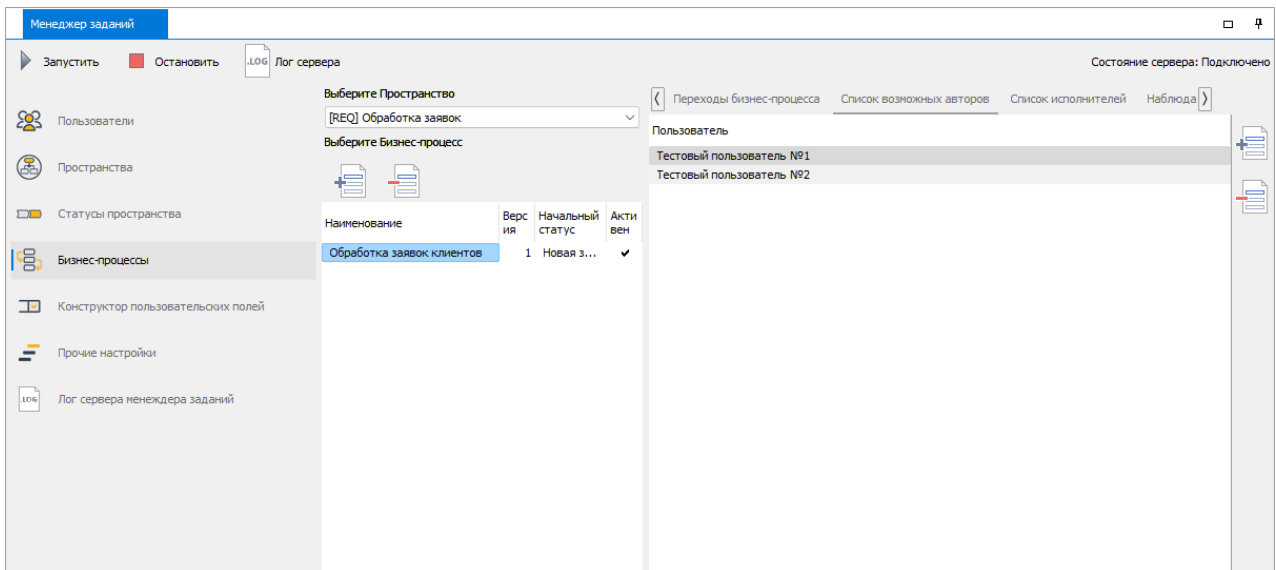 Менеджер заданий
Запустить
Остановить
.LOG Лог сервера
Состояние сервера: Подключено
Пользователи
Пространства
Статусы пространства
Бизнес-процессы
Конструктор пользовательских полей
Прочие настройки
.LOG Лог сервера менеждера заданий
Выберите Пространство
[REQ] Обработка заявок
Выберите Бизнес-процесс
Наименование Верс ия Начальный статус Акти вен
Обработка заявок клиентов 1 Новая з...
Переходы бизнес-процесса Список возможных авторов Список исполнителей Наблюда
Пользователь
Тестовый пользователь №1
Тестовый пользователь №2